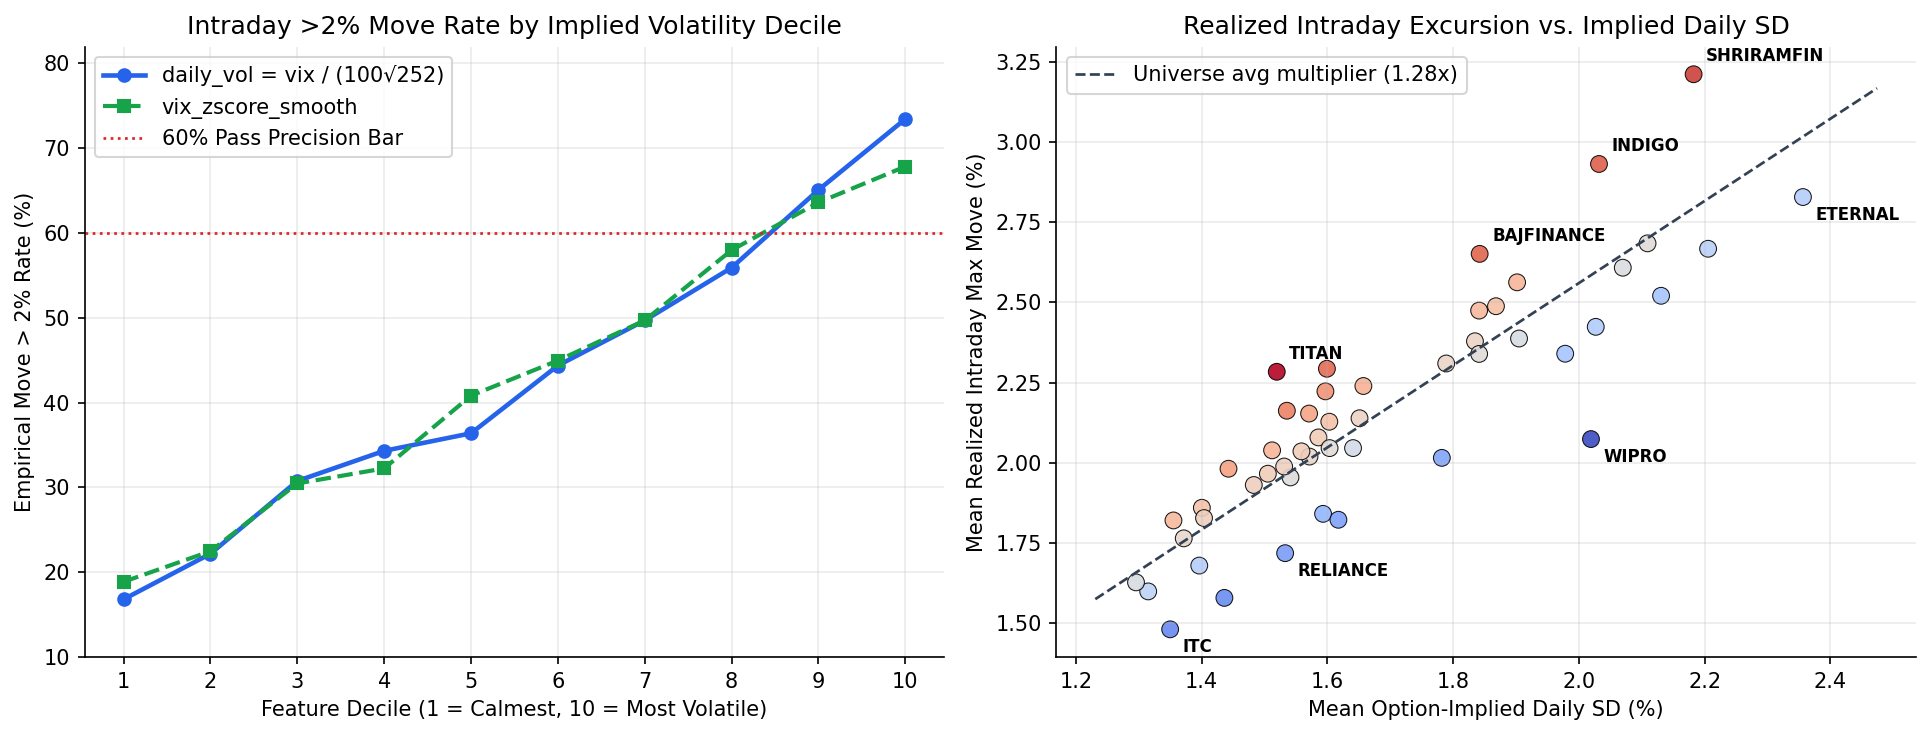 Intraday >2% Move Rate by Implied Volatility Decile
daily_vol = vix / (100√252)
vix_zscore_smooth
60% Pass Precision Bar
Empirical Move > 2% Rate (%)
80
70
60
50
40
30
20
10
1 2 3 4 5 6 7 8 9 10
Feature Decile (1 = Calmest, 10 = Most Volatile)
Realized Intraday Excursion vs. Implied Daily SD
Universe avg multiplier (1.28x)
Mean Realized Intraday Max Move (%)
3.25
3.00
2.75
2.50
2.25
2.00
1.75
1.50
SHRIRAMFIN
INDIGO
ETERNAL
BAJFINANCE
TITAN
WIPRO
RELIANCE
ITC
1.2 1.4 1.6 1.8 2.0 2.2 2.4
Mean Option-Implied Daily SD (%)